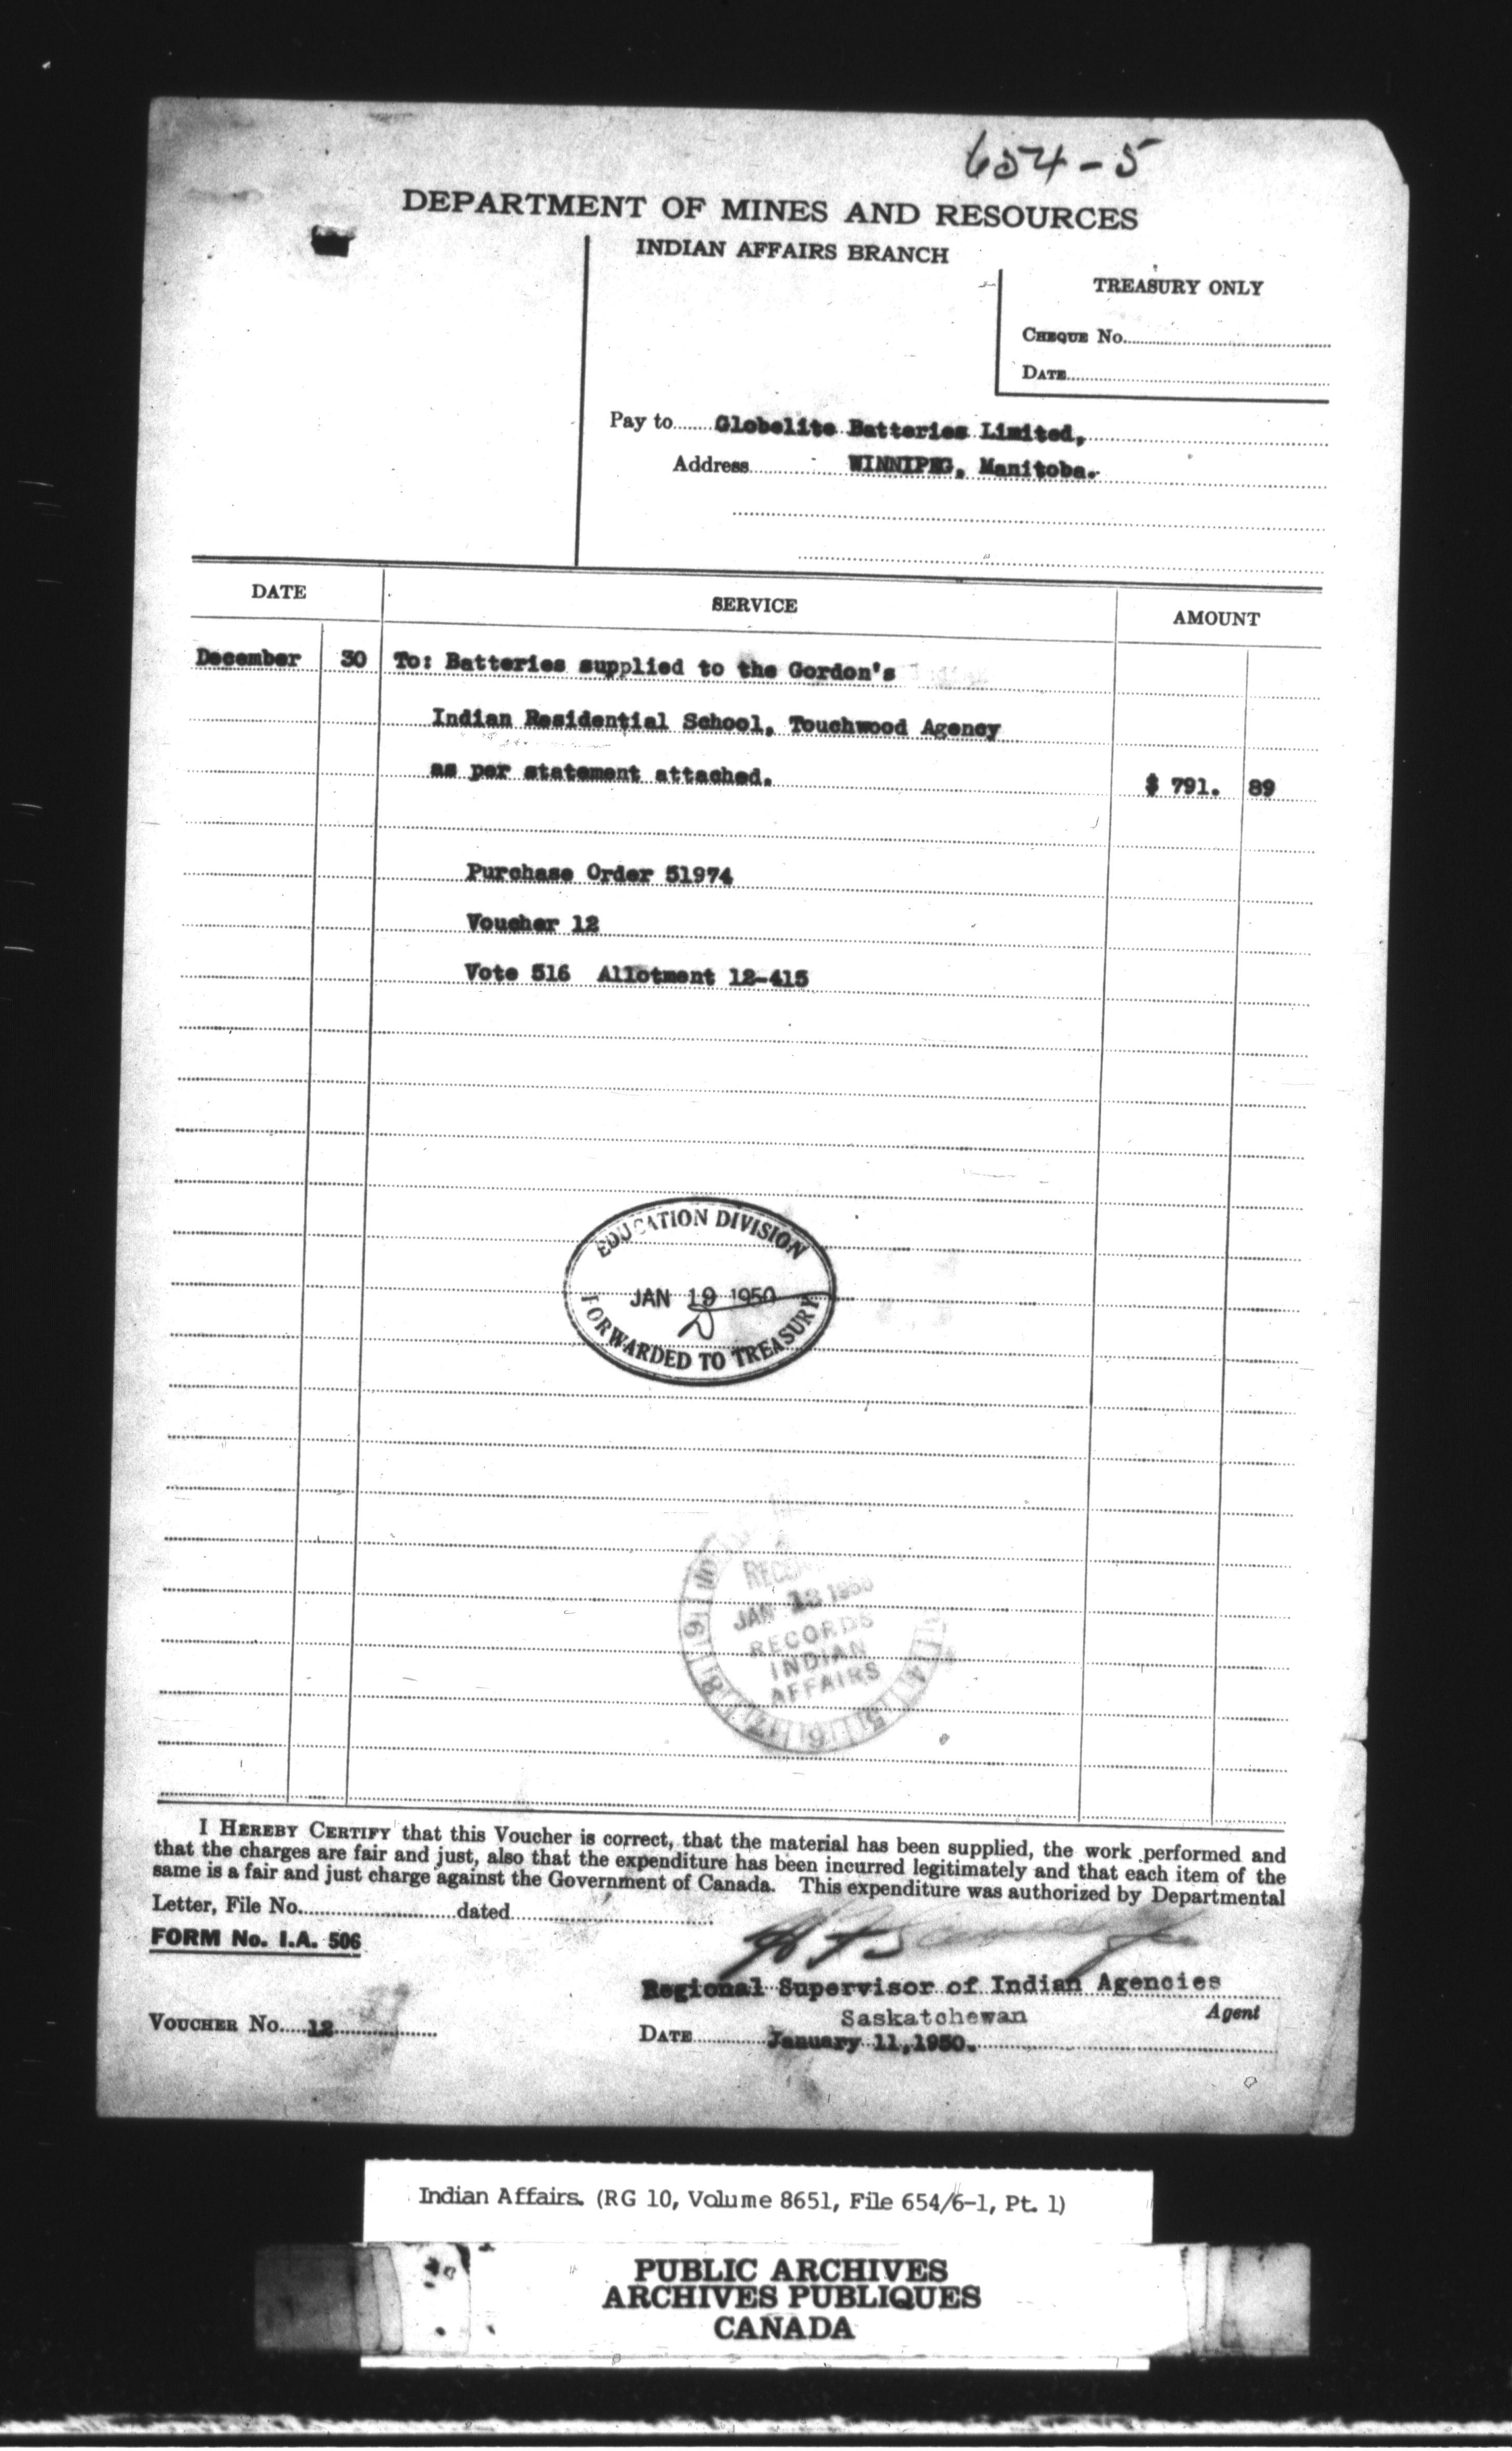 654-5
DEPARTMENT OF MINES AND RESOURCES
INDIAN AFFAIRS BRANCH
TREASURY ONLY
CHEQUE No.
DATE
Pay to Globelite Batteries Limited,
Address WINNIPEG, Manitoba.
DATE SERVICE AMOUNT
December 30 To: Batteries supplied to the Gordon's
Indian Residential School, Touchwood Agency
as per statement attached. $ 791. 89
Purchase Order 51974
Voucher 12
Vote 516 Allotment 12-415
EDUCATION DIVISION
JAN 19 1950
FORWARDED TO TREASURY
JAN 13 1950
RECORDS
INDIAN
AFFAIRS
I HEREBY CERTIFY that this Voucher is correct, that the material has been supplied, the work performed and
that the charges are fair and just, also that the expenditure has been incurred legitimately and that each item of the
same is a fair and just charge against the Government of Canada. This expenditure was authorized by Departmental
Letter, File No. dated
FORM No. I.A. 506
Regional Supervisor of Indian Agencies
Saskatchewan Agent
VOUCHER No. 12
DATE January 11, 1950.
Indian Affairs. (RG 10, Volume 8651, File 654/6-1, Pt. 1)
PUBLIC ARCHIVES
ARCHIVES PUBLIQUES
CANADA